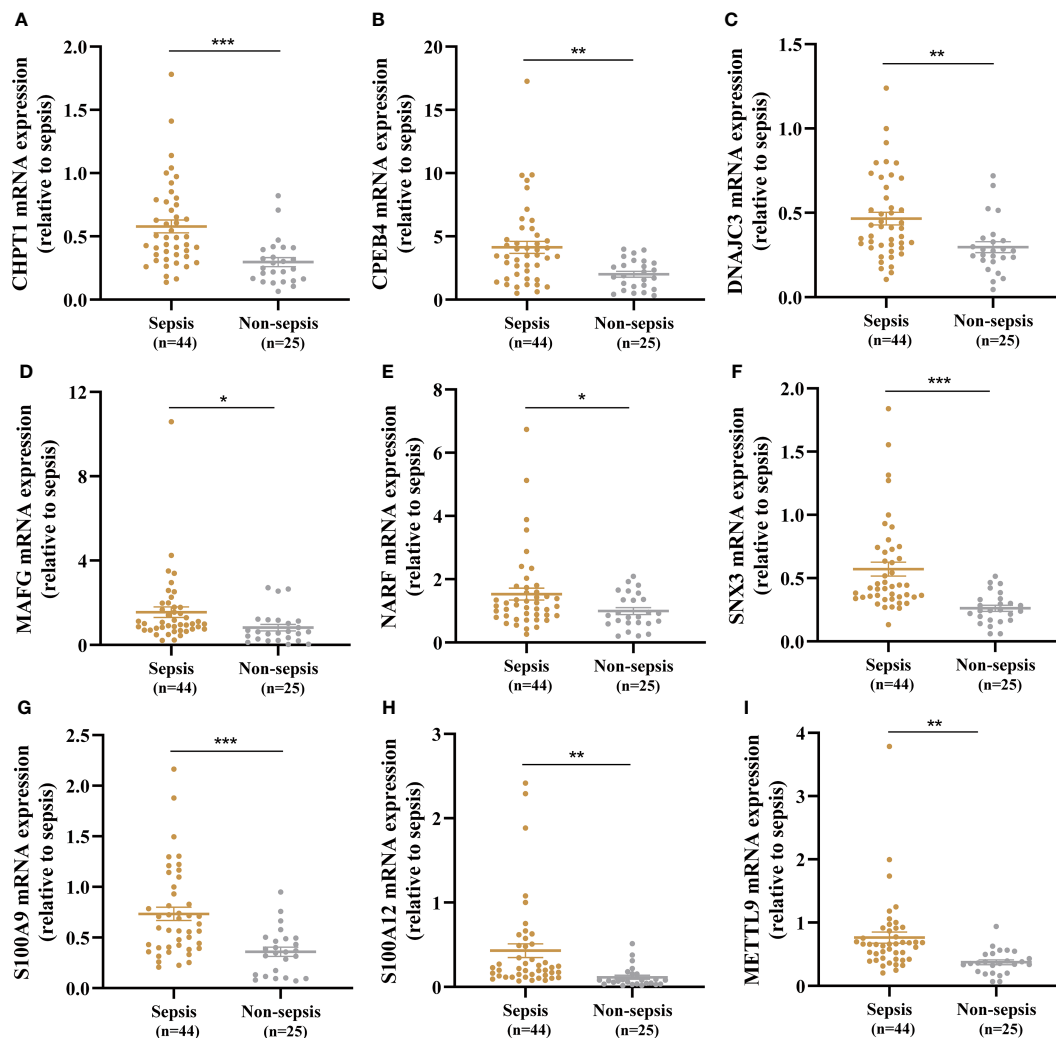 A
CHPT1 mRNA expression
(relative to sepsis)
2.0
1.5
1.0
0.5
0.0
***
Sepsis
(n=44)
Non-sepsis
(n=25)
B
CPEB4 mRNA expression
(relative to sepsis)
20
15
10
5
0
**
Sepsis
(n=44)
Non-sepsis
(n=25)
C
DNAJC3 mRNA expression
(relative to sepsis)
1.5
1.0
0.5
0.0
**
Sepsis
(n=44)
Non-sepsis
(n=25)
D
MAFG mRNA expression
(relative to sepsis)
12
8
4
0
*
Sepsis
(n=44)
Non-sepsis
(n=25)
E
NARF mRNA expression
(relative to sepsis)
8
6
4
2
0
*
Sepsis
(n=44)
Non-sepsis
(n=25)
F
SNX3 mRNA expression
(relative to sepsis)
2.0
1.5
1.0
0.5
0.0
***
Sepsis
(n=44)
Non-sepsis
(n=25)
G
S100A9 mRNA expression
(relative to sepsis)
2.5
2.0
1.5
1.0
0.5
0.0
***
Sepsis
(n=44)
Non-sepsis
(n=25)
H
S100A12 mRNA expression
(relative to sepsis)
3
2
1
0
**
Sepsis
(n=44)
Non-sepsis
(n=25)
I
METTL9 mRNA expression
(relative to sepsis)
4
3
2
1
0
**
Sepsis
(n=44)
Non-sepsis
(n=25)